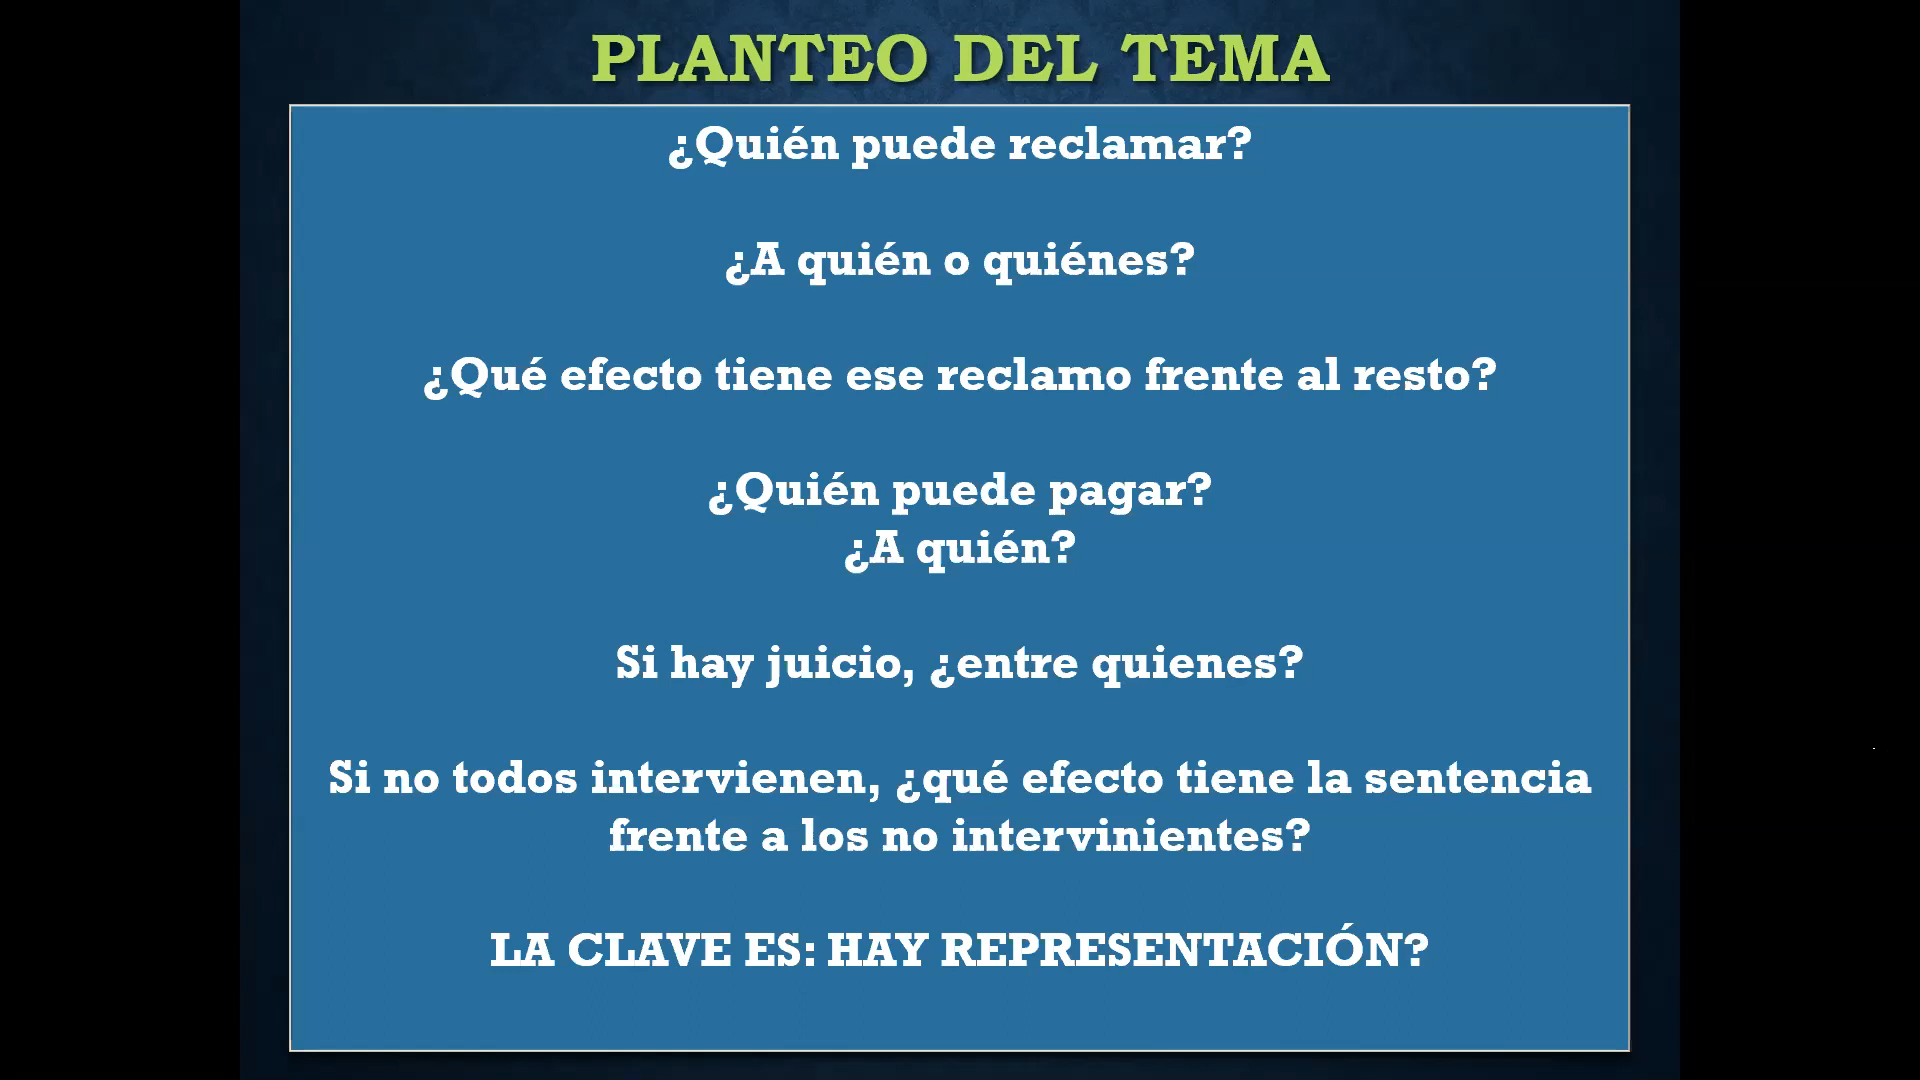 PLANTEO DEL TEMA
¿Quién puede reclamar?
¿A quién o quiénes?
¿Qué efecto tiene ese reclamo frente al resto?
¿Quién puede pagar?
¿A quién?
Si hay juicio, ¿entre quienes?
Si no todos intervienen, ¿qué efecto tiene la sentencia
frente a los no intervinientes?
LA CLAVE ES: HAY REPRESENTACIÓN?